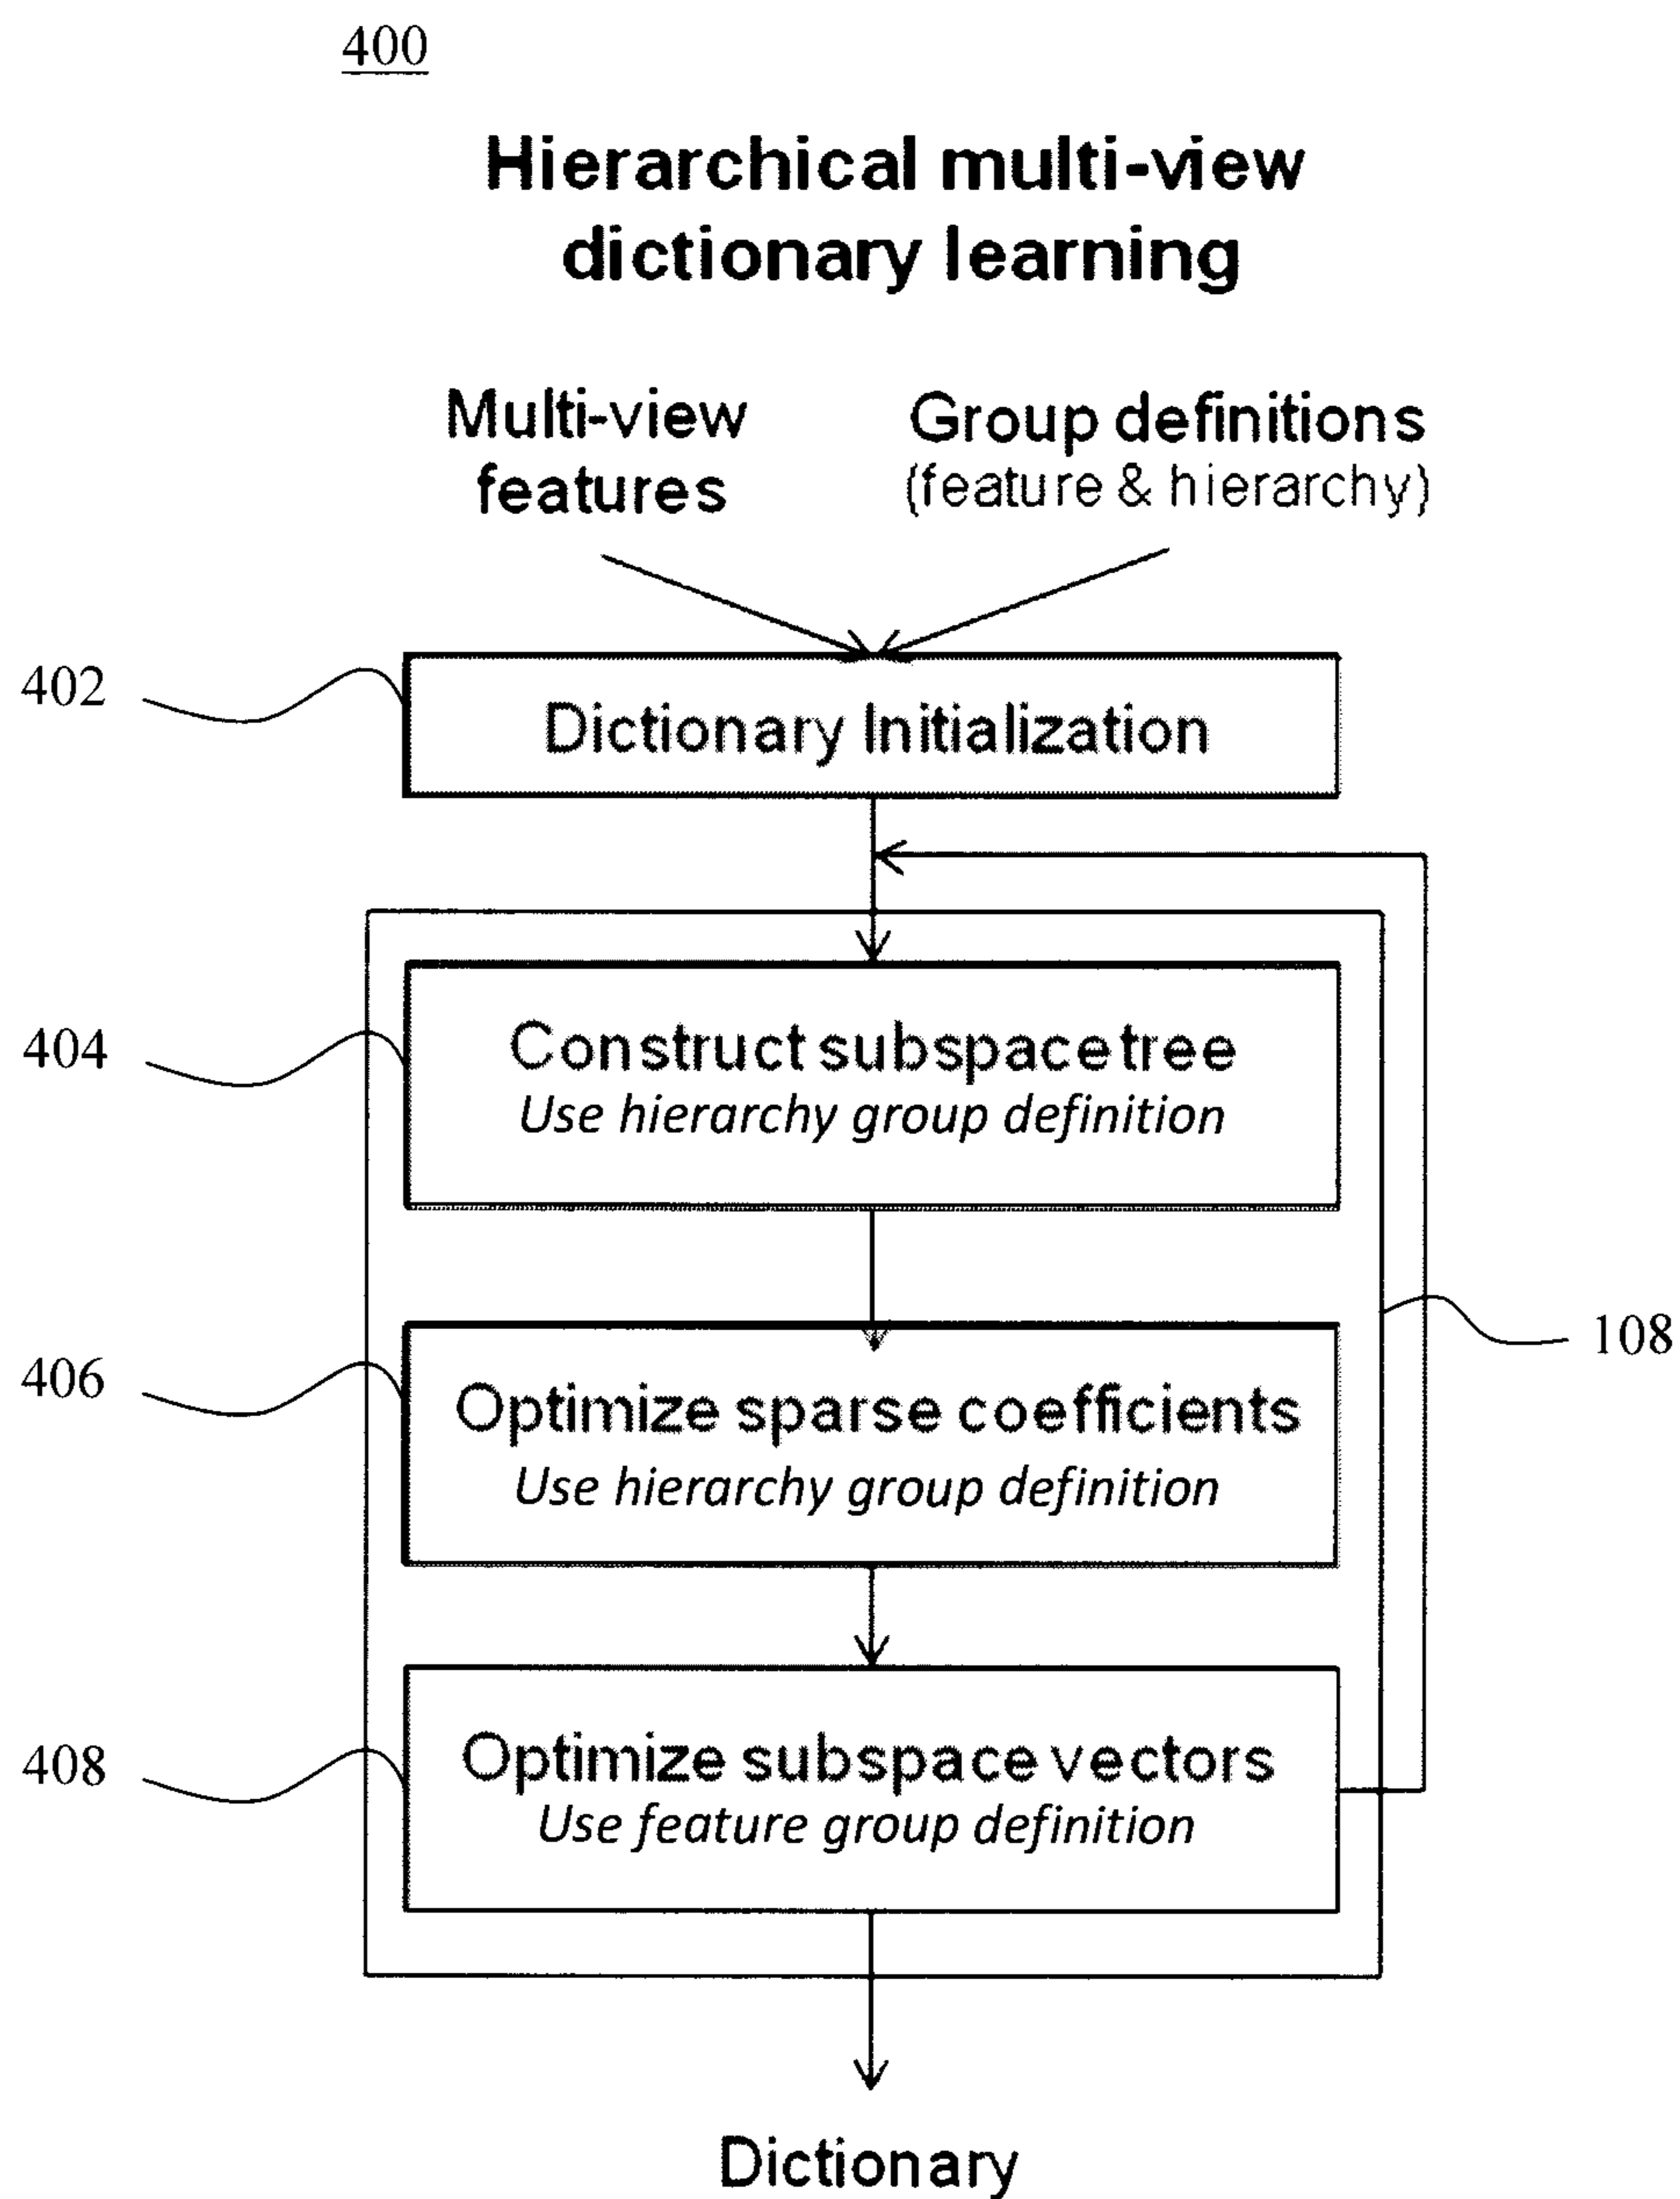 400
Hierarchical multi-view
dictionary learning
Multi-view
features
Group definitions
(feature & hierarchy)
402
Dictionary Initialization
404
Construct subspace tree
Use hierarchy group definition
406
Optimize sparse coefficients
Use hierarchy group definition
108
408
Optimize subspace vectors
Use feature group definition
Dictionary